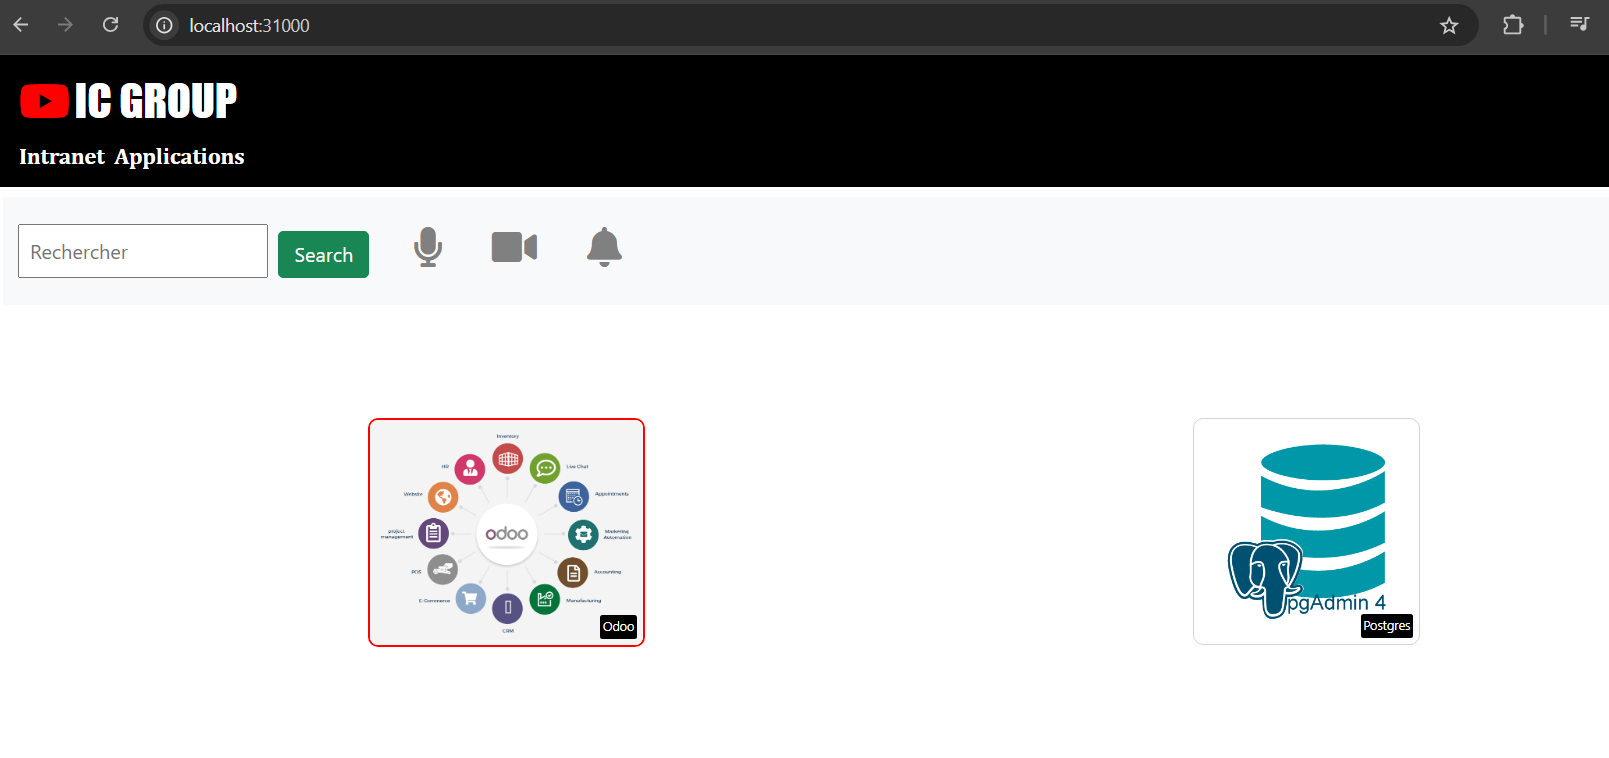 localhost:31000
IC GROUP
Intranet Applications
Rechercher
Search
Inventory
HR
Live Chat
Website
Appointments
project
management
odoo
Marketing
Automation
POS
Accounting
E-Commerce
Manufacturing
CRM
Odoo
pgAdmin 4
Postgres